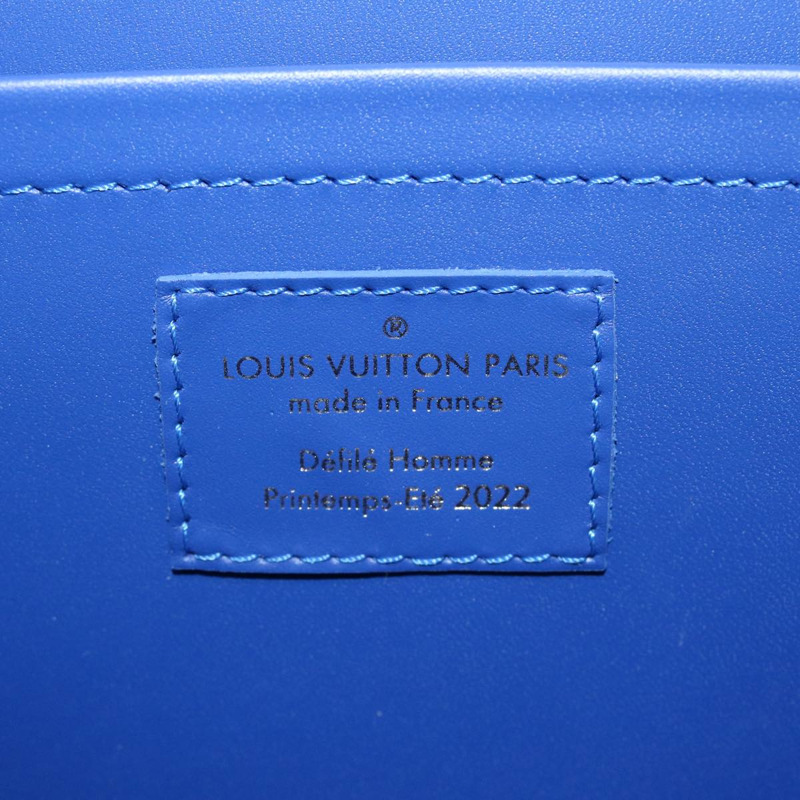 ®
LOUIS VUITTON PARIS
made in France
Défilé Homme
Printemps-Eté 2022